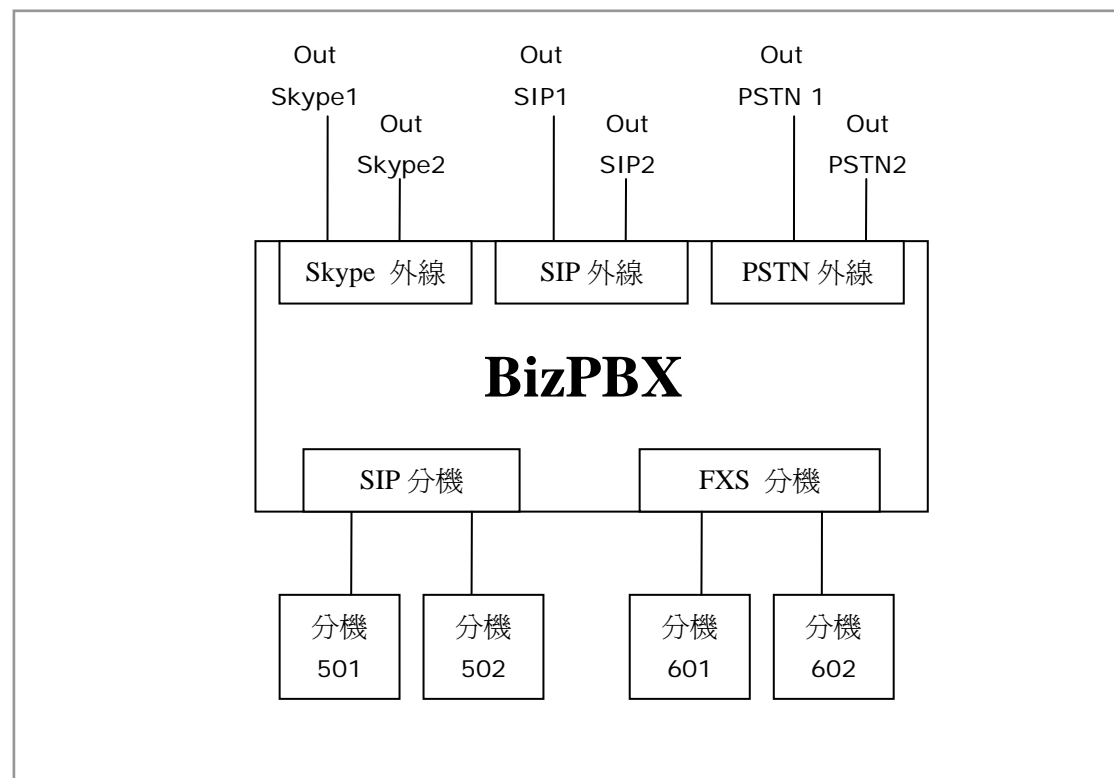 Out
Skype1
Out
SIP1
Out
PSTN 1
Out
Skype2
Out
SIP2
Out
PSTN2
Skype 外線
SIP 外線
PSTN 外線
BizPBX
SIP 分機
FXS 分機
分機
501
分機
502
分機
601
分機
602